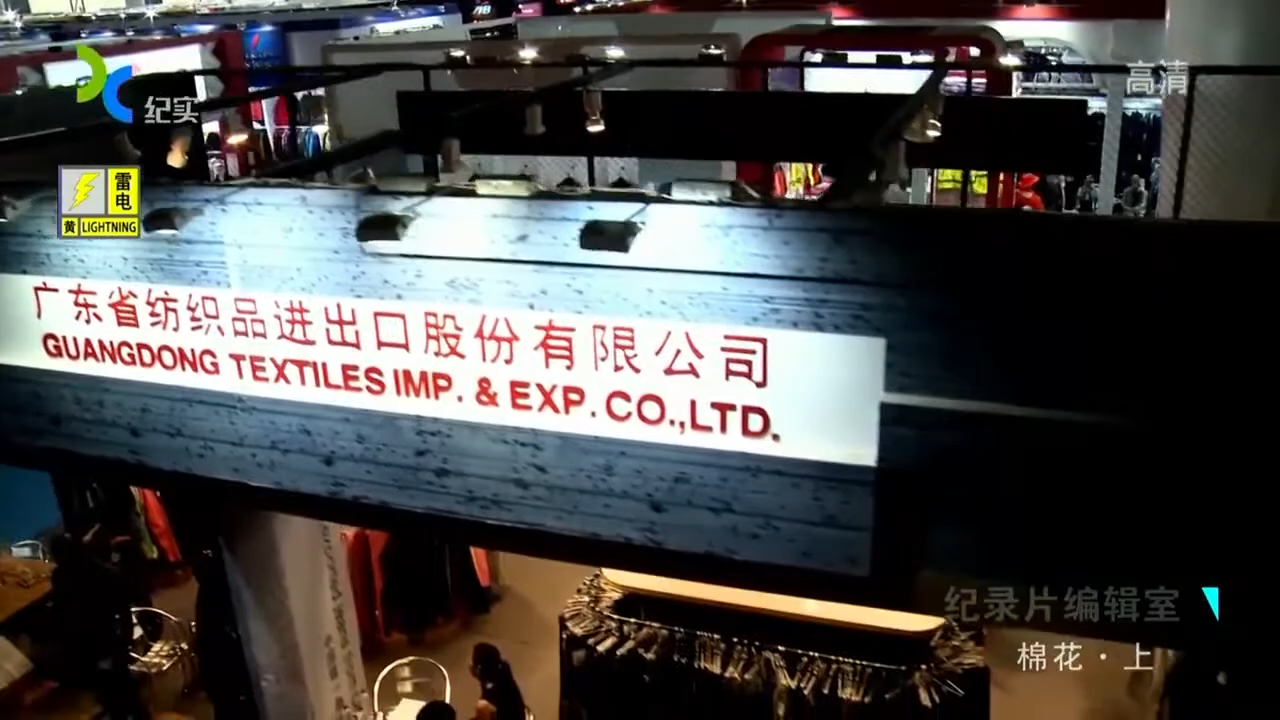 纪实
高清
雷电
黄 LIGHTNING
广东省纺织品进出口股份有限公司
GUANGDONG TEXTILES IMP. & EXP. CO.,LTD.
纪录片编辑室
棉花·上